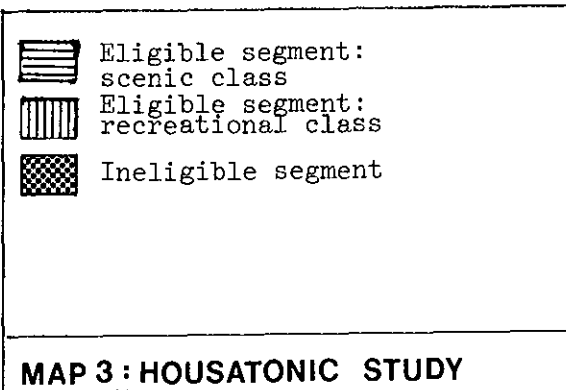 Eligible segment:
scenic class
Eligible segment:
recreational class
Ineligible segment
MAP 3 : HOUSATONIC STUDY